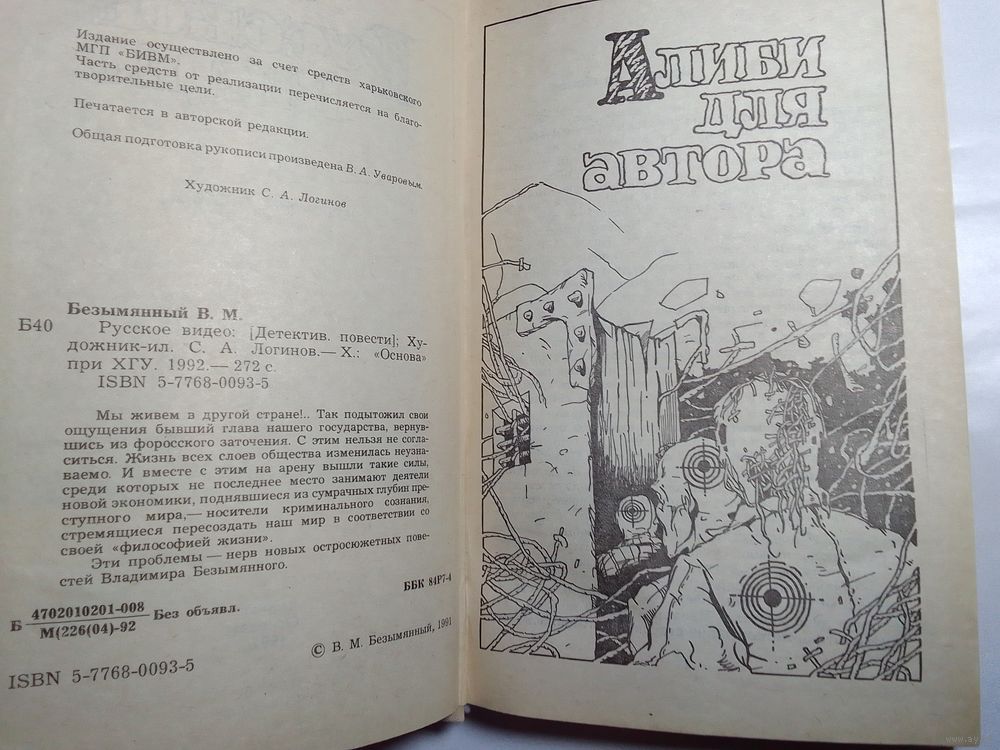 Издание осуществлено за счет средств харьковского
МГП «БИВМ».
Часть средств от реализации перечисляется на благо-
творительные цели.
Печатается в авторской редакции.
Общая подготовка рукописи произведена В. А. Уваровым.
Художник С. А. Логинов
Безымянный В. М.
Б40 Русское видео: [Детектив. повести]; Ху-
дожник-ил. С. А. Логинов.— Х.: «Основа»
при ХГУ. 1992.— 272 с.
ISBN 5-7768-0093-5
Мы живем в другой стране!.. Так подытожил свои
ощущения бывший глава нашего государства, вернув-
шись из форосского заточения. С этим нельзя не согла-
ситься. Жизнь всех слоев общества изменилась неузна-
ваемо. И вместе с этим на арену вышли такие силы,
среди которых не последнее место занимают деятели
новой экономики, поднявшиеся из сумрачных глубин пре-
ступного мира,— носители криминального сознания,
стремящиеся пересоздать наш мир в соответствии со
своей «философией жизни».
Эти проблемы — нерв новых остросюжетных пове-
стей Владимира Безымянного.
ББК 84Р7-4
Б 4702010201-008 Без объявл.
М(226(04)-92
© В. М. Безымянный, 1991
ISBN 5-7768-0093-5
Алиби
для
автора